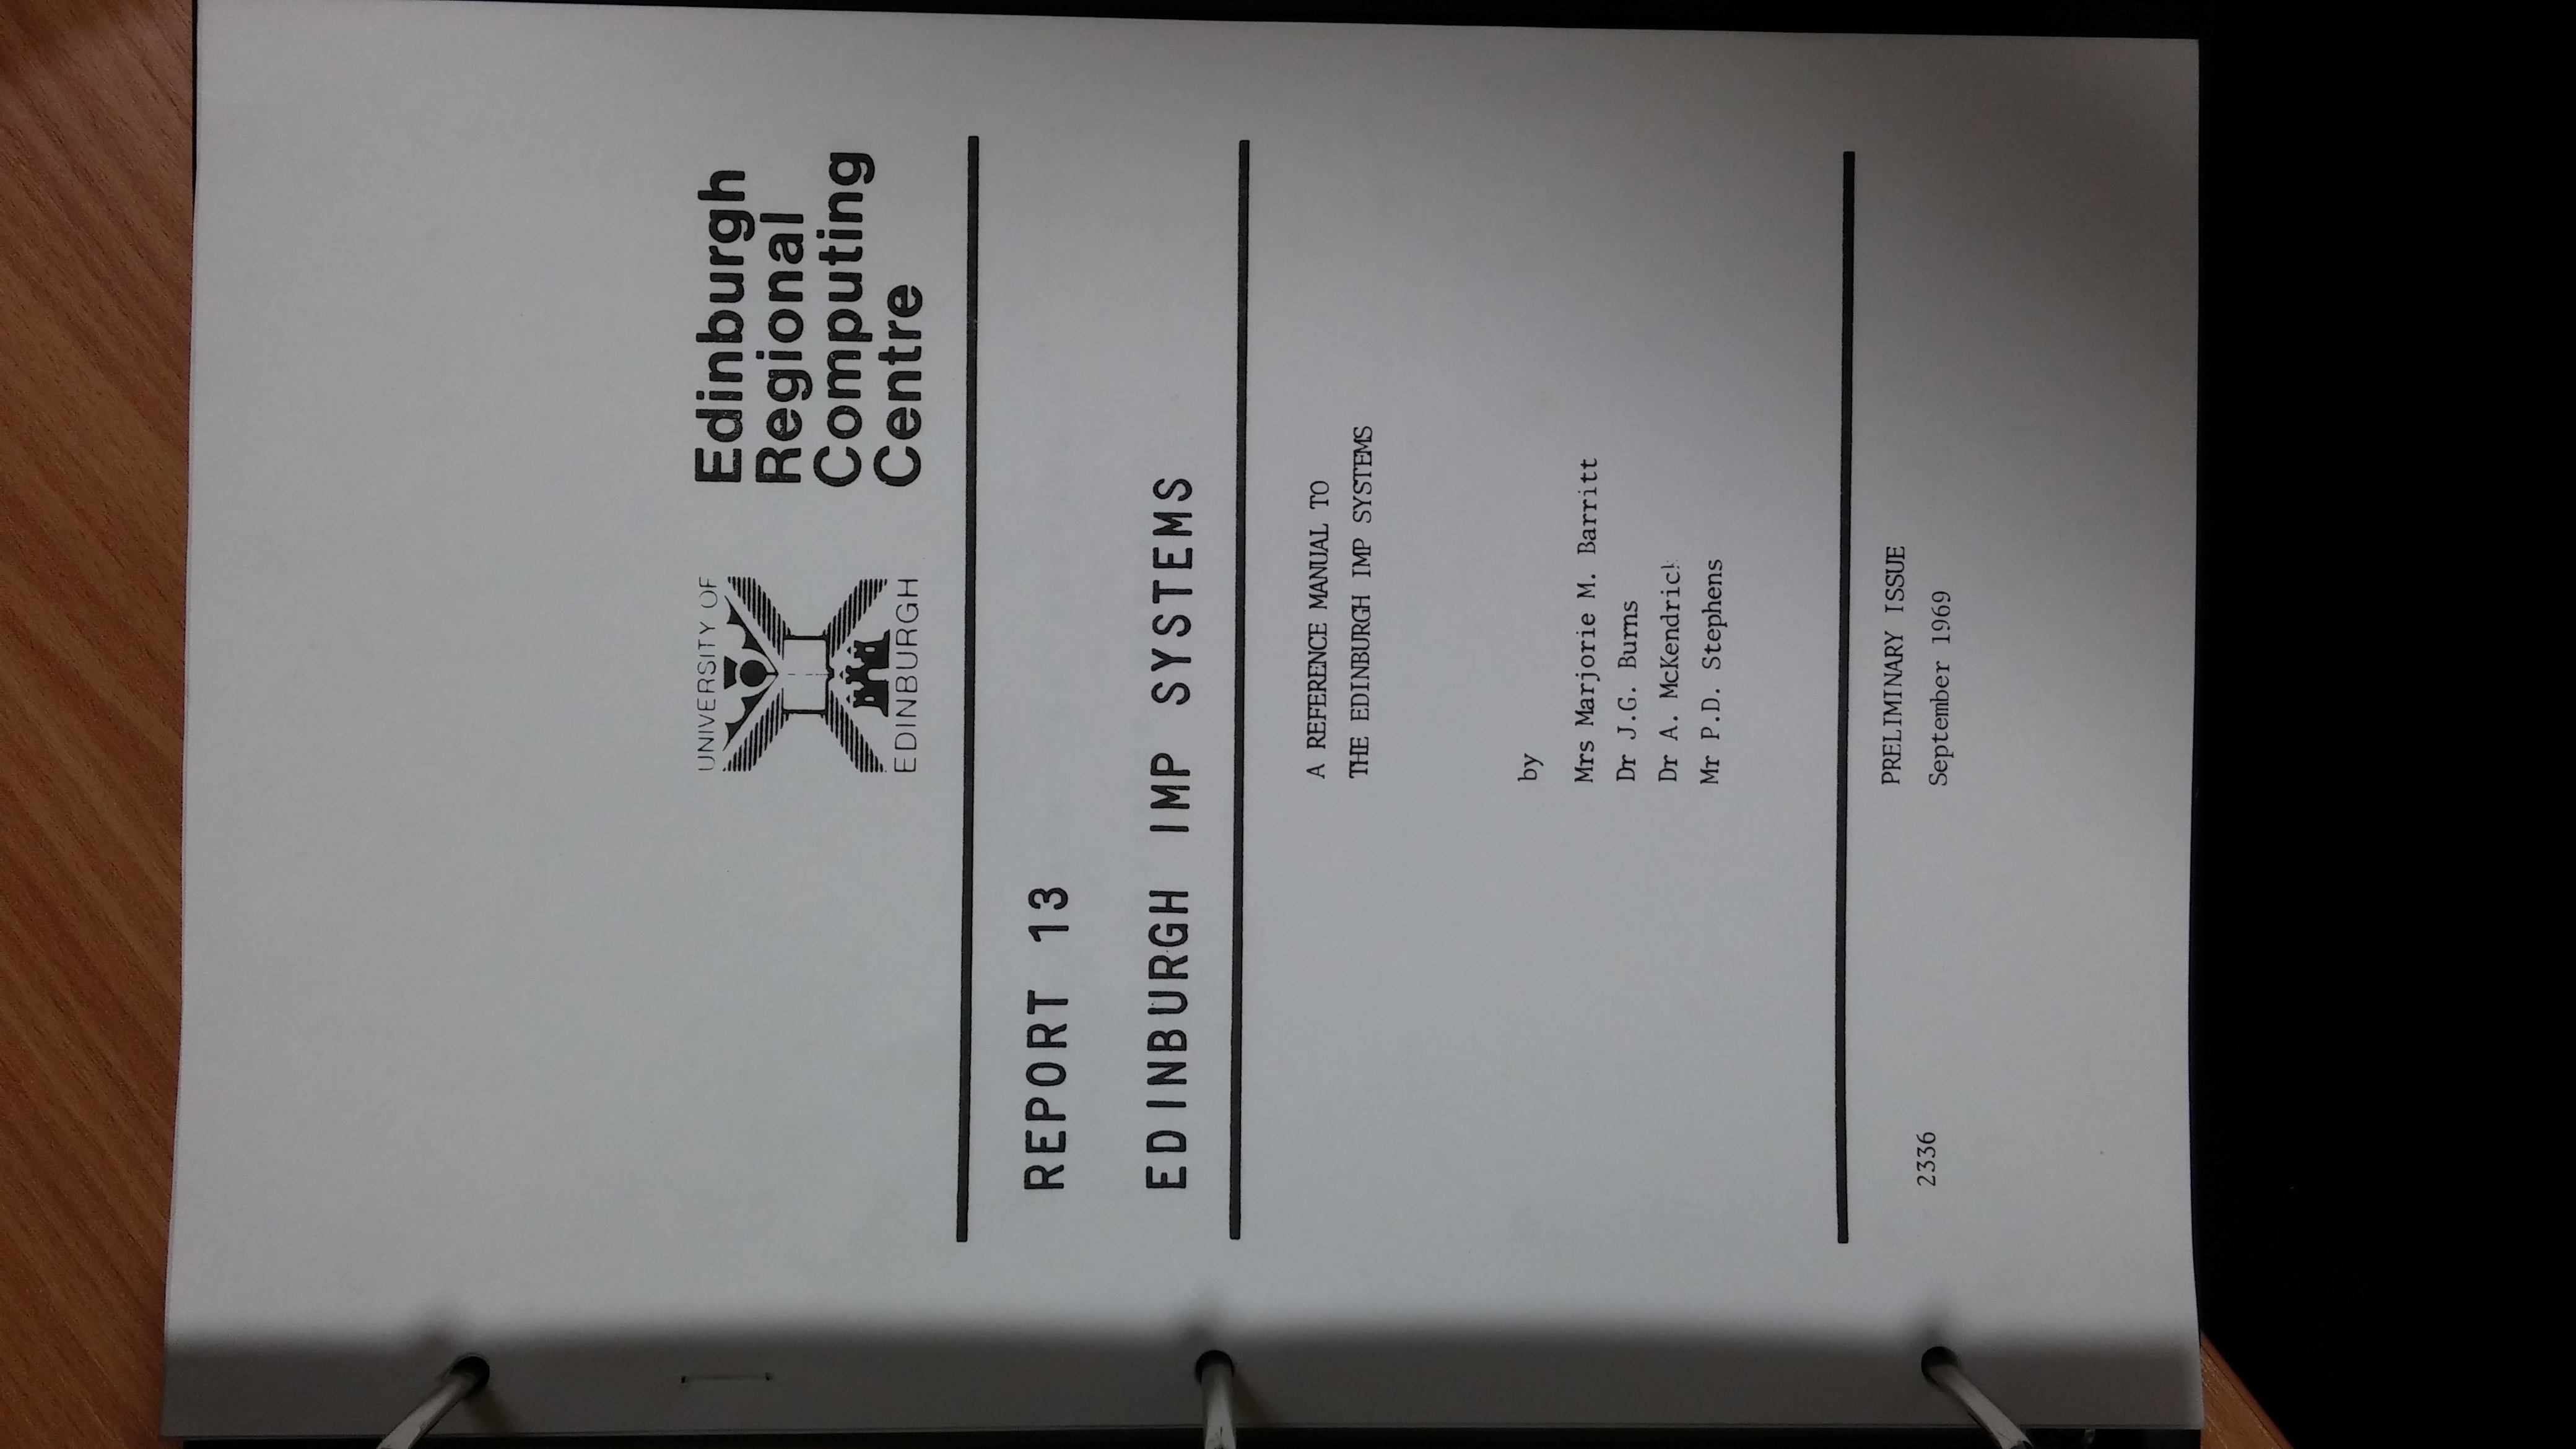 UNIVERSITY OF
EDINBURGH
Edinburgh
Regional
Computing
Centre
REPORT 13
EDINBURGH IMP SYSTEMS
A REFERENCE MANUAL TO
THE EDINBURGH IMP SYSTEMS
by
Mrs Marjorie M. Barritt
Dr J.G. Burns
Dr A. McKendrick
Mr P.D. Stephens
PRELIMINARY ISSUE
September 1969
2336